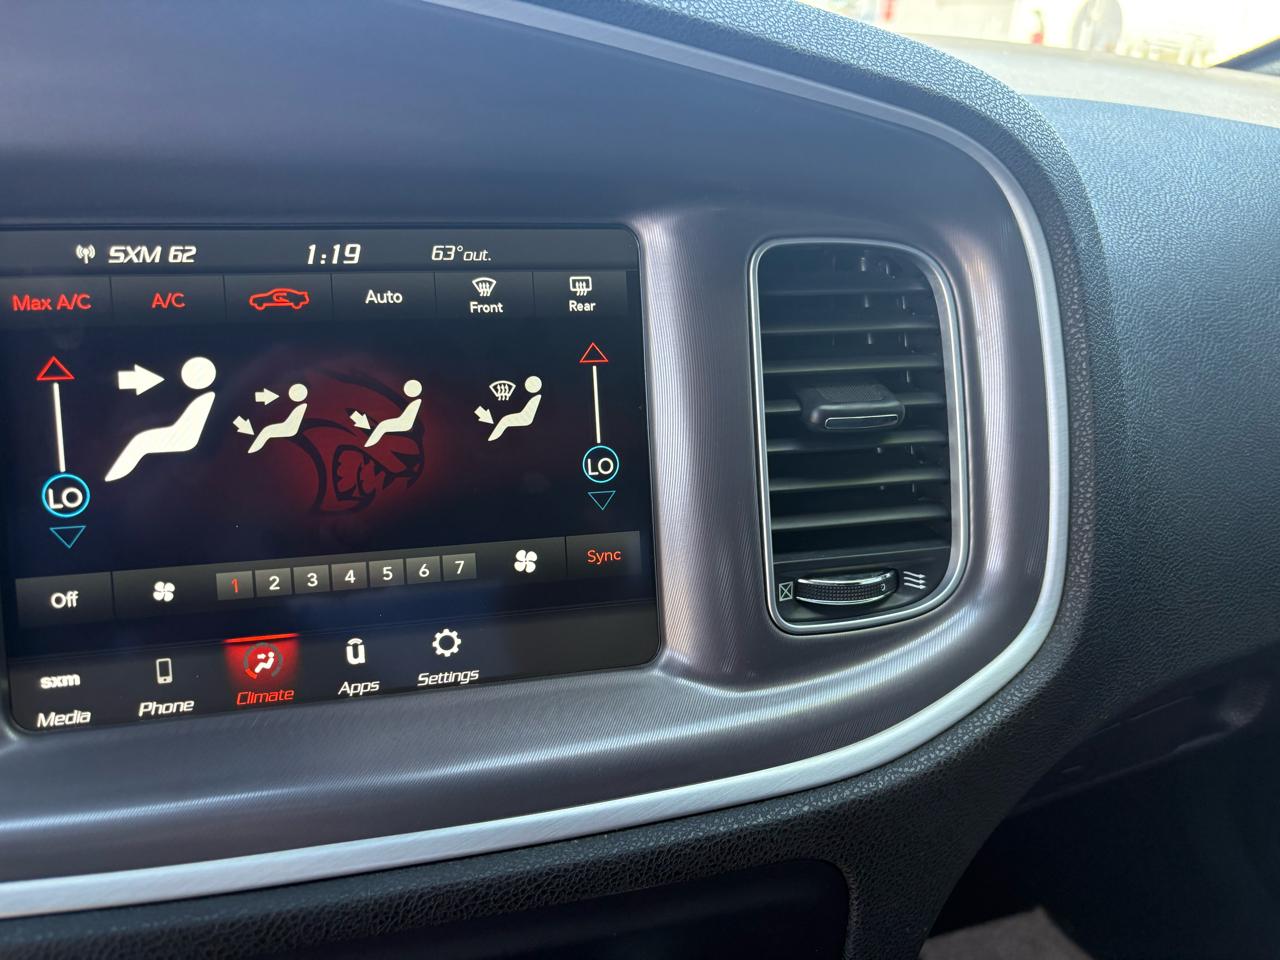 SXM 62 1:19 63°out.
Max A/C A/C Auto Front Rear
LO LO
Off 1 2 3 4 5 6 7 Sync
sxm
Media Phone Climate Apps Settings